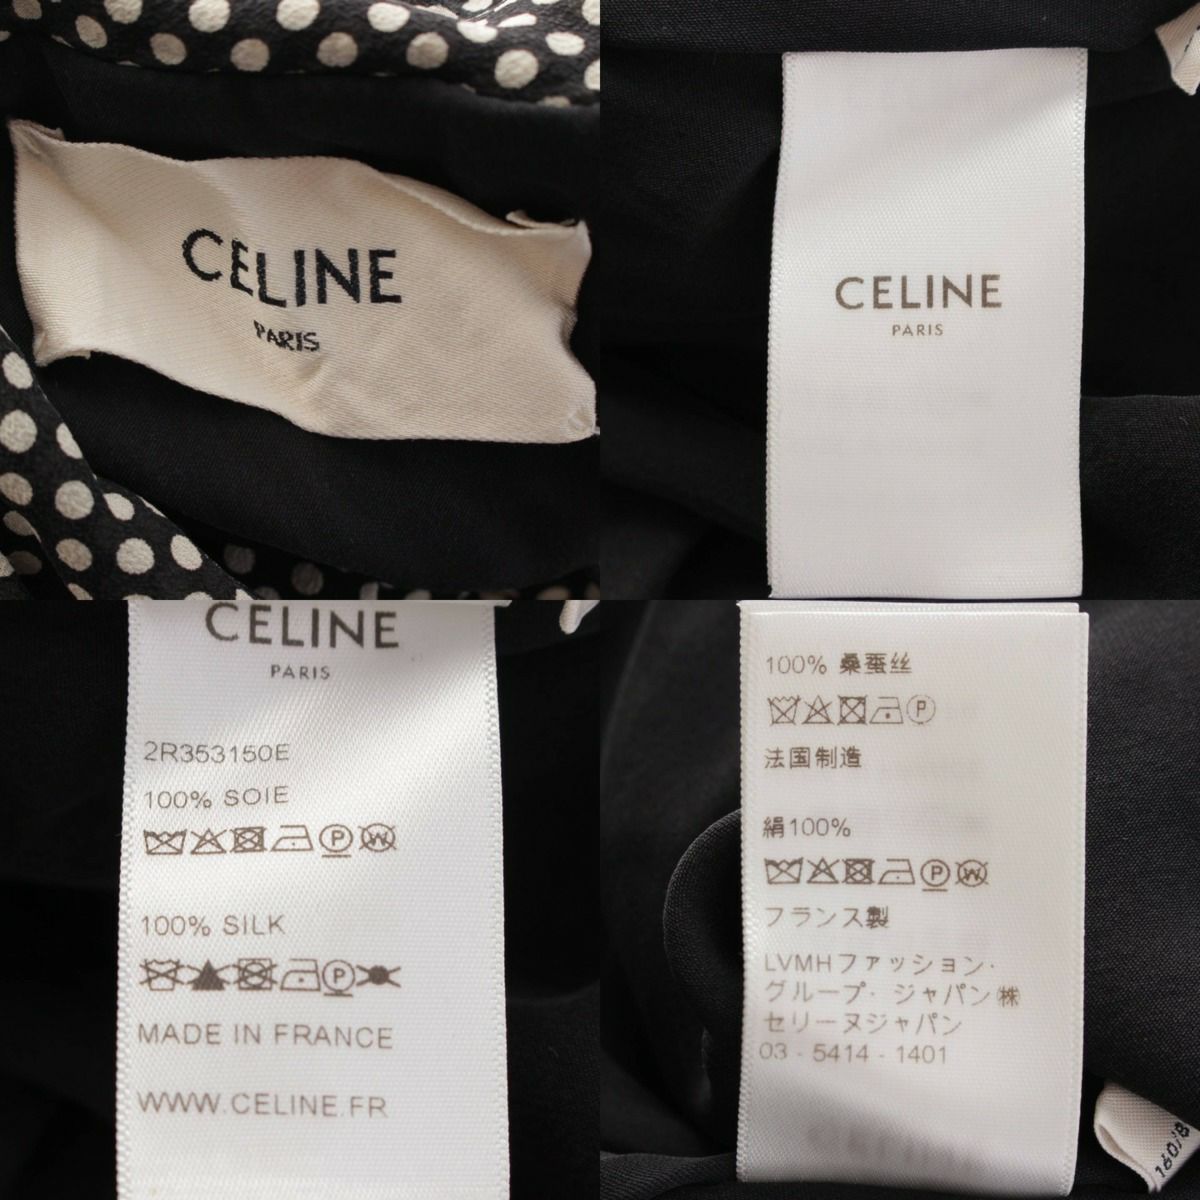 CELINE
PARIS
CELINE
PARIS
CELINE
PARIS
2R353150E
100% SOIE
P W
100% SILK
P
MADE IN FRANCE
WWW.CELINE.FR
100% 桑蚕丝
P
法国制造
絹100%
P W
フランス製
LVMHファッション・
グループ・ジャパン㈱
セリーヌジャパン
03 - 5414 - 1401
160/8